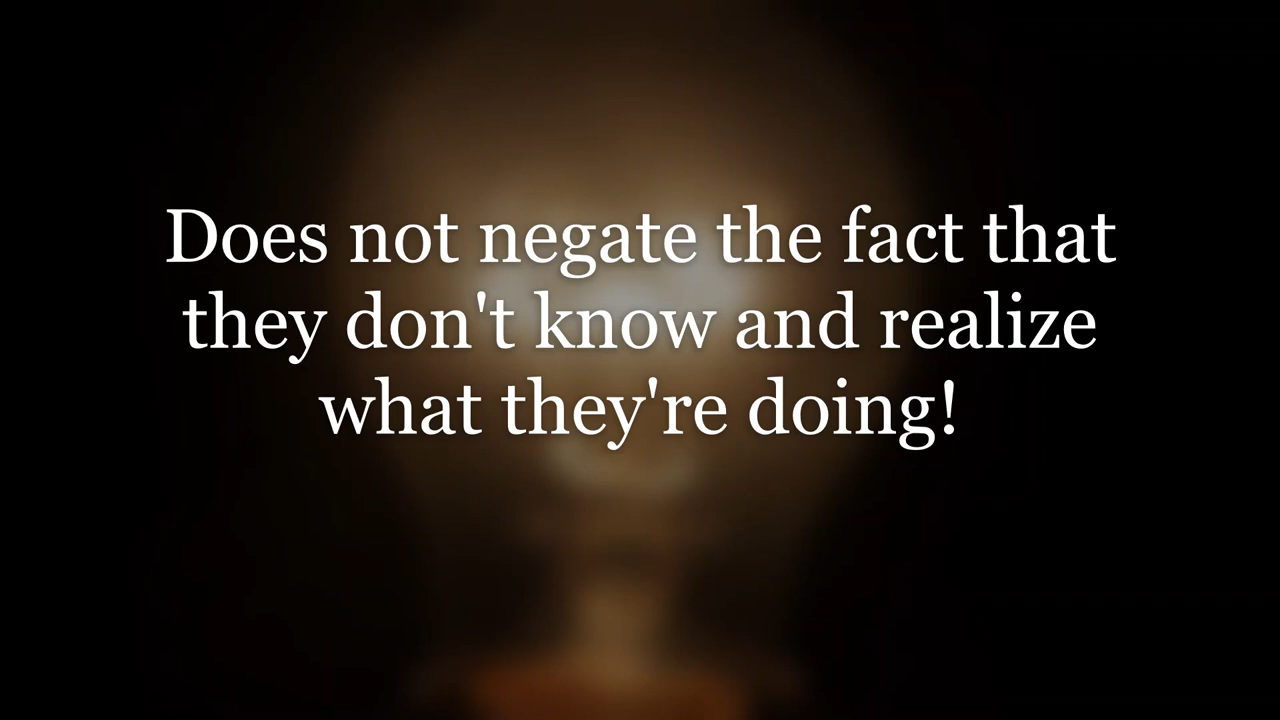 Does not negate the fact that
they don't know and realize
what they're doing!